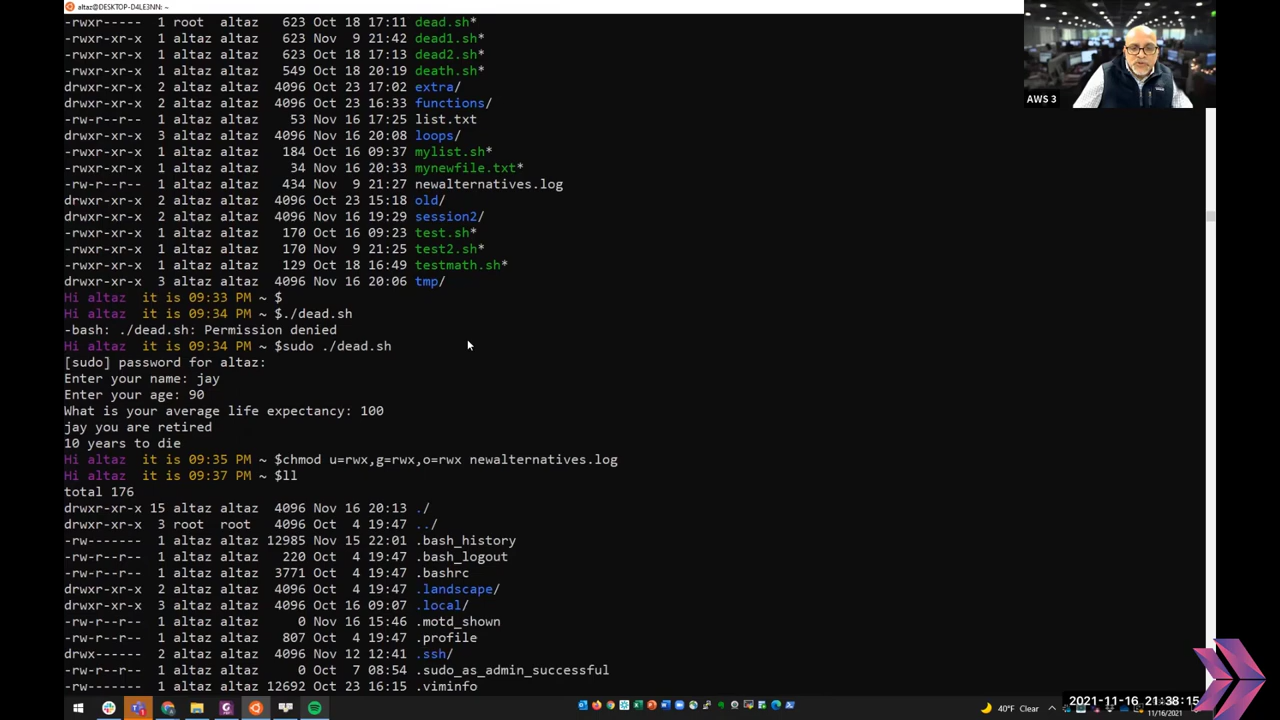 altaz@DESKTOP-D4LE3NN: ~
-rwxr----- 1 root altaz 623 Oct 18 17:11 dead.sh*
-rwxr-xr-x 1 altaz altaz 623 Nov 9 21:42 dead1.sh*
-rwxr-xr-x 1 altaz altaz 623 Oct 18 17:13 dead2.sh*
-rwxr-xr-x 1 altaz altaz 549 Oct 18 20:19 death.sh*
drwxr-xr-x 2 altaz altaz 4096 Oct 23 17:02 extra/
drwxr-xr-x 2 altaz altaz 4096 Oct 23 16:33 functions/
-rw-r--r-- 1 altaz altaz 53 Nov 16 17:25 list.txt
drwxr-xr-x 3 altaz altaz 4096 Nov 16 20:08 loops/
-rwxr-xr-x 1 altaz altaz 184 Oct 16 09:37 mylist.sh*
-rwxr-xr-x 1 altaz altaz 34 Nov 16 20:33 mynewfile.txt*
-rw-r--r-- 1 altaz altaz 434 Nov 9 21:27 newalternatives.log
drwxr-xr-x 2 altaz altaz 4096 Oct 23 15:18 old/
drwxr-xr-x 2 altaz altaz 4096 Nov 16 19:29 session2/
-rwxr-xr-x 1 altaz altaz 170 Oct 16 09:23 test.sh*
-rwxr-xr-x 1 altaz altaz 170 Nov 9 21:25 test2.sh*
-rwxr-xr-x 1 altaz altaz 129 Oct 18 16:49 testmath.sh*
drwxr-xr-x 3 altaz altaz 4096 Nov 16 20:06 tmp/
Hi altaz it is 09:33 PM ~ $
Hi altaz it is 09:34 PM ~ $./dead.sh
-bash: ./dead.sh: Permission denied
Hi altaz it is 09:34 PM ~ $sudo ./dead.sh
[sudo] password for altaz:
Enter your name: jay
Enter your age: 90
What is your average life expectancy: 100
jay you are retired
10 years to die
Hi altaz it is 09:35 PM ~ $chmod u=rwx,g=rwx,o=rwx newalternatives.log
Hi altaz it is 09:37 PM ~ $ll
total 176
drwxr-xr-x 15 altaz altaz 4096 Nov 16 20:13 ./
drwxr-xr-x 3 root root 4096 Oct 4 19:47 ../
-rw------- 1 altaz altaz 12985 Nov 15 22:01 .bash_history
-rw-r--r-- 1 altaz altaz 220 Oct 4 19:47 .bash_logout
-rw-r--r-- 1 altaz altaz 3771 Oct 4 19:47 .bashrc
drwxr-xr-x 2 altaz altaz 4096 Oct 4 19:47 .landscape/
drwxr-xr-x 3 altaz altaz 4096 Oct 16 09:07 .local/
-rw-r--r-- 1 altaz altaz 0 Nov 16 15:46 .motd_shown
-rw-r--r-- 1 altaz altaz 807 Oct 4 19:47 .profile
drwx------ 2 altaz altaz 4096 Nov 12 12:41 .ssh/
-rw-r--r-- 1 altaz altaz 0 Oct 7 08:54 .sudo_as_admin_successful
-rw------- 1 altaz altaz 12692 Oct 23 16:15 .viminfo
AWS 3
40°F Clear
2021-11-16 21:38:15
11/16/2021